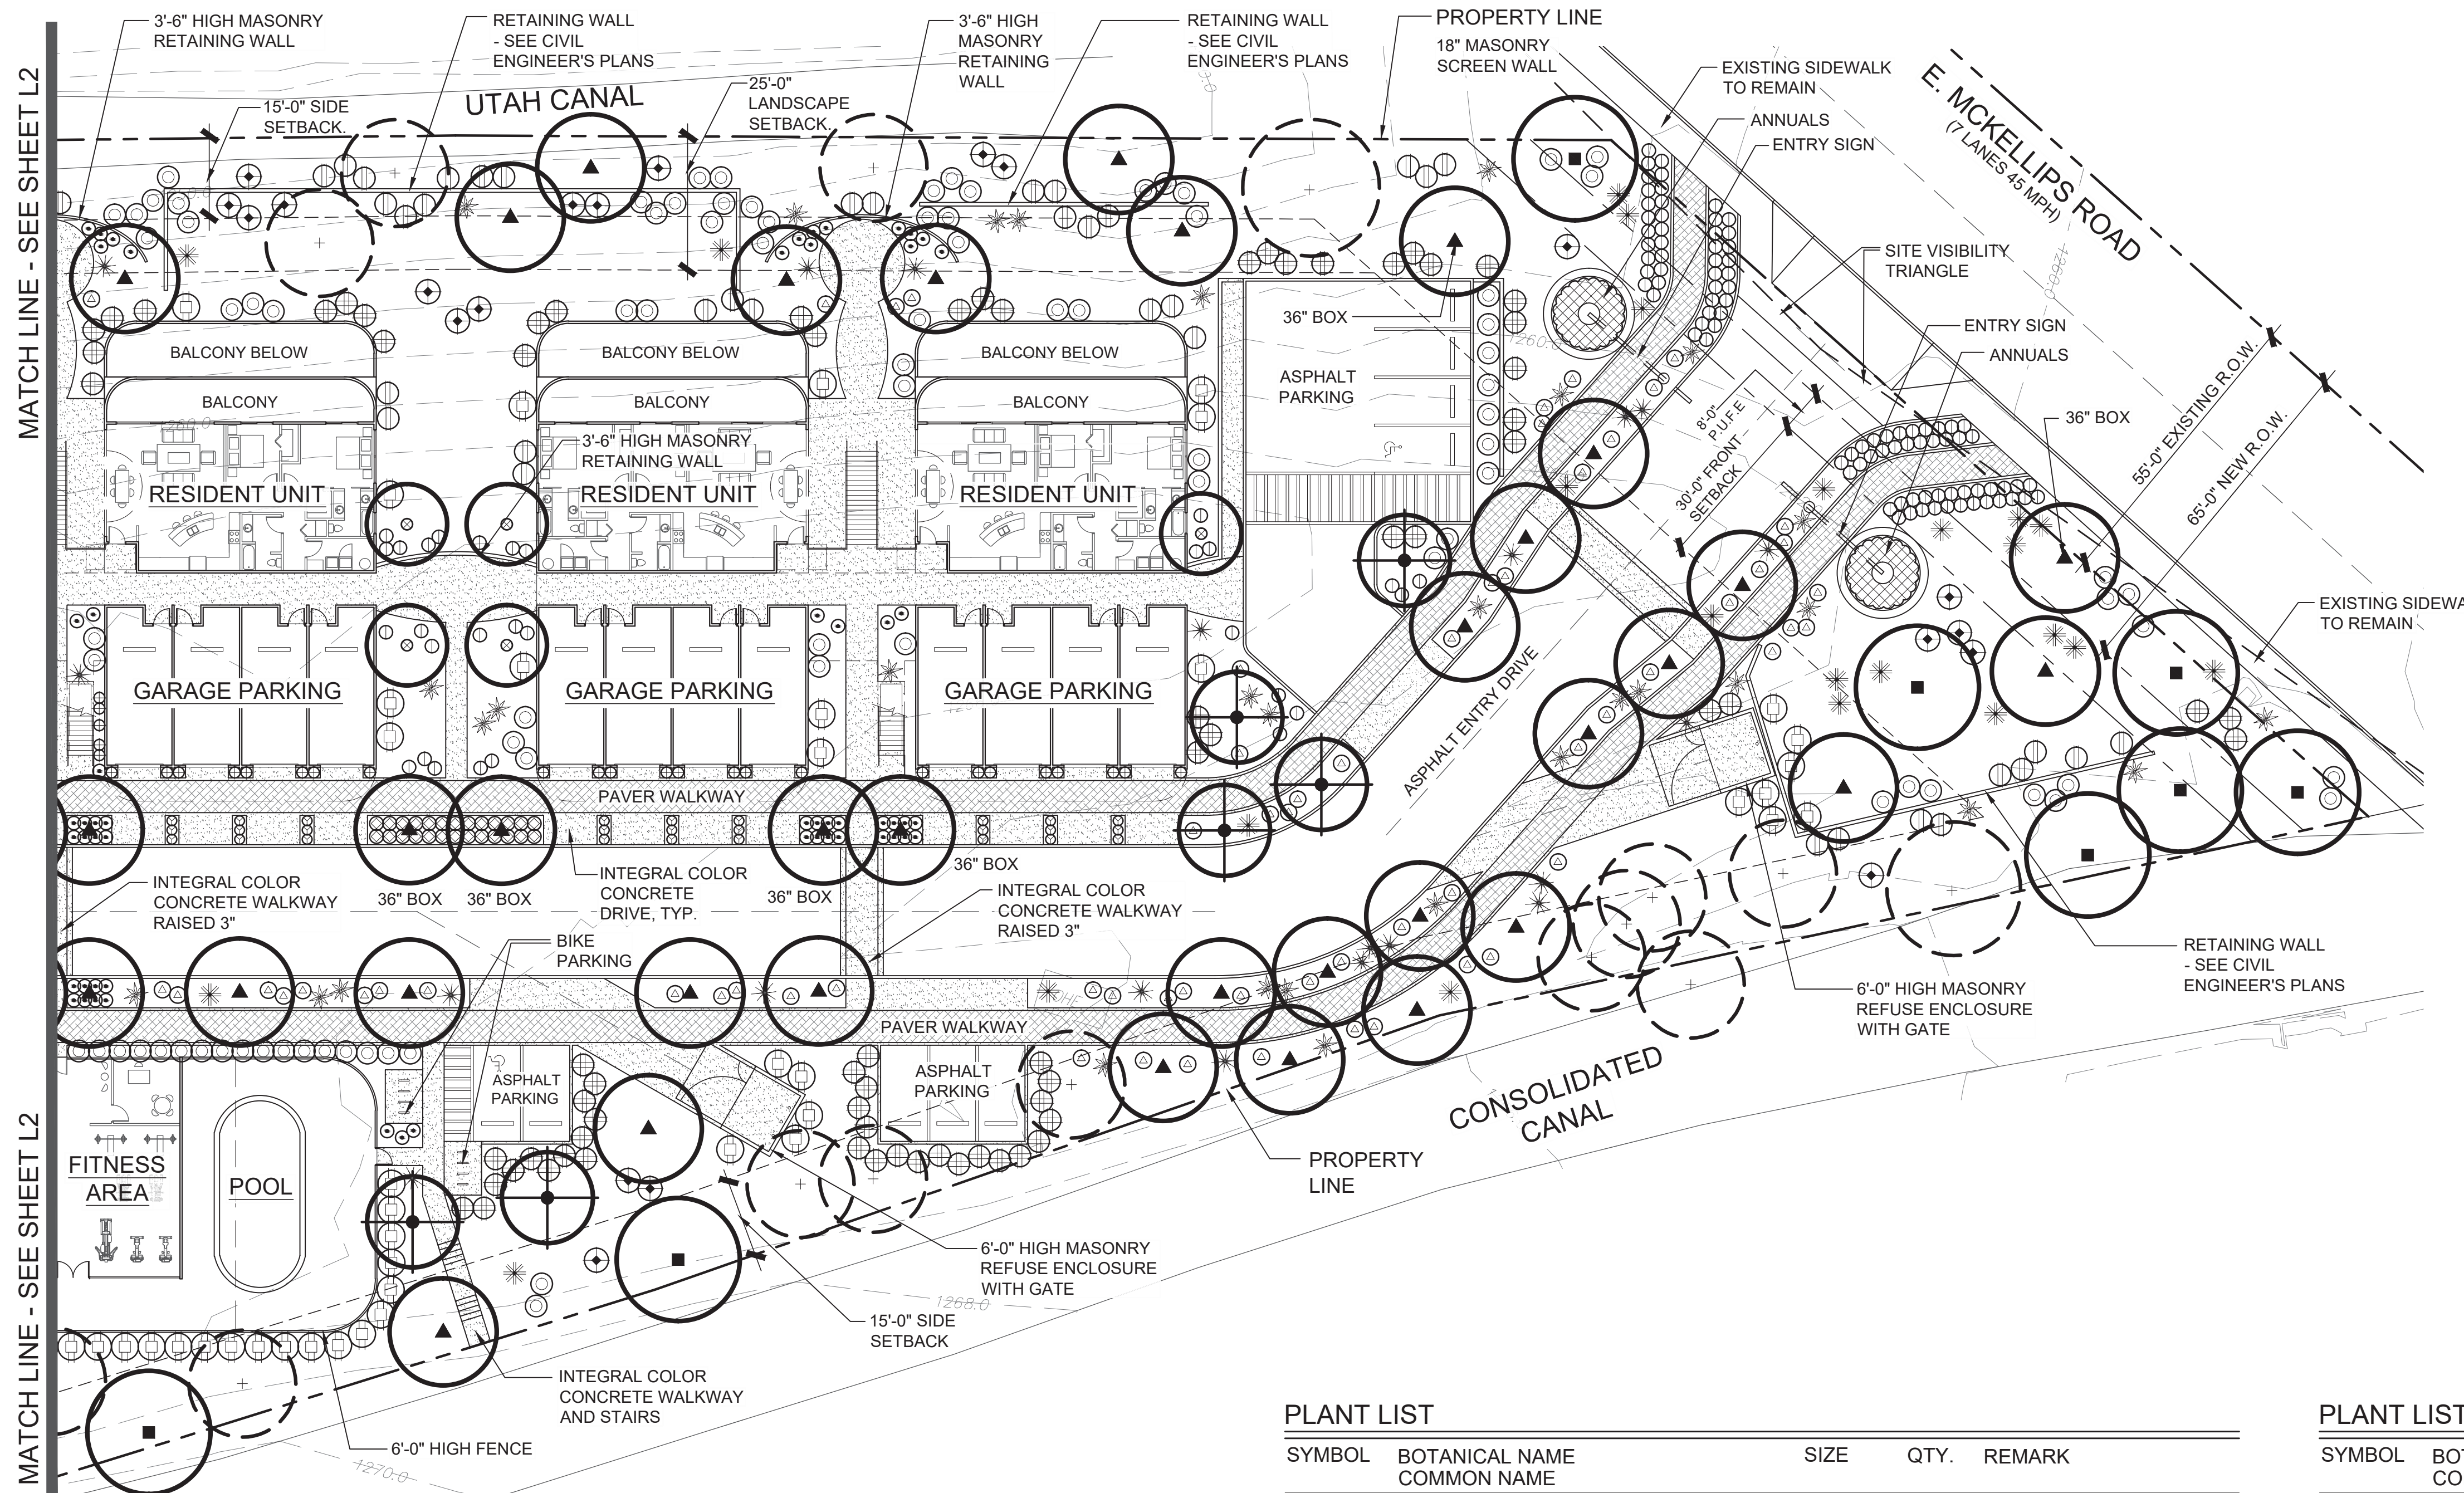 3'-6" HIGH MASONRY
RETAINING WALL
RETAINING WALL
- SEE CIVIL
ENGINEER'S PLANS
3'-6" HIGH
MASONRY
RETAINING
WALL
RETAINING WALL
- SEE CIVIL
ENGINEER'S PLANS
PROPERTY LINE
18" MASONRY
SCREEN WALL
EXISTING SIDEWALK
TO REMAIN
ANNUALS
ENTRY SIGN
E. MCKELLIPS ROAD
(7 LANES 45 MPH)
MATCH LINE - SEE SHEET L2
15'-0" SIDE
SETBACK.
UTAH CANAL
25'-0"
LANDSCAPE
SETBACK.
SITE VISIBILITY
TRIANGLE
1260.0
ENTRY SIGN
ANNUALS
36" BOX
1260.0
36" BOX
55'-0" EXISTING R.O.W.
65'-0" NEW R.O.W.
8'-0"
P.U.F.E
30'-0" FRONT
SETBACK
BALCONY BELOW
BALCONY BELOW
BALCONY BELOW
BALCONY
BALCONY
BALCONY
ASPHALT
PARKING
3'-6" HIGH MASONRY
RETAINING WALL
RESIDENT UNIT
RESIDENT UNIT
RESIDENT UNIT
EXISTING SIDEWA
TO REMAIN
GARAGE PARKING
GARAGE PARKING
GARAGE PARKING
ASPHALT ENTRY DRIVE
PAVER WALKWAY
INTEGRAL COLOR
CONCRETE WALKWAY
RAISED 3"
36" BOX
36" BOX
INTEGRAL COLOR
CONCRETE
DRIVE, TYP.
36" BOX
36" BOX
INTEGRAL COLOR
CONCRETE WALKWAY
RAISED 3"
BIKE
PARKING
RETAINING WALL
- SEE CIVIL
ENGINEER'S PLANS
6'-0" HIGH MASONRY
REFUSE ENCLOSURE
WITH GATE
PAVER WALKWAY
ASPHALT
PARKING
ASPHALT
PARKING
CONSOLIDATED
CANAL
MATCH LINE - SEE SHEET L2
FITNESS
AREA
POOL
PROPERTY
LINE
6'-0" HIGH MASONRY
REFUSE ENCLOSURE
WITH GATE
1268.0
15'-0" SIDE
SETBACK
INTEGRAL COLOR
CONCRETE WALKWAY
AND STAIRS
6'-0" HIGH FENCE
1270.0
PLANT LIST
SYMBOL BOTANICAL NAME SIZE QTY. REMARK
COMMON NAME
PLANT LIST
SYMBOL BOT
CO